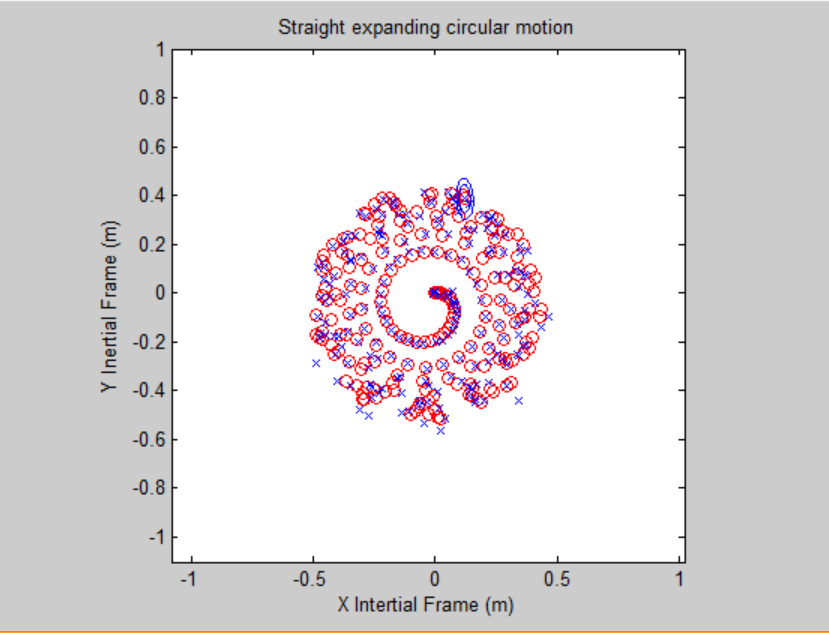 Straight expanding circular motion
1
0.8
0.6
0.4
0.2
0
-0.2
-0.4
-0.6
-0.8
-1
Y Inertial Frame (m)
-1 -0.5 0 0.5 1
X Intertial Frame (m)